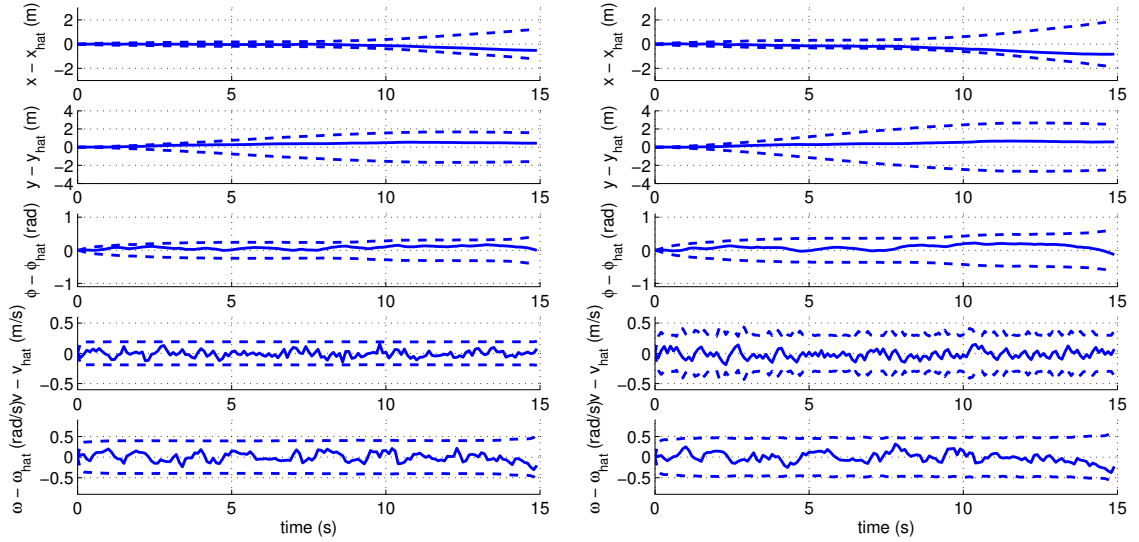 x − x_hat (m)
2
0
−2
0 5 10 15
y − y_hat (m)
4
2
0
−2
−4
0 5 10 15
ϕ − ϕ_hat (rad)
1
0
−1
0 5 10 15
v − v_hat (m/s)
0.5
0
−0.5
0 5 10 15
ω − ω_hat (rad/s)
0.5
0
−0.5
0 5 10 15
time (s)
x − x_hat (m)
2
0
−2
0 5 10 15
y − y_hat (m)
4
2
0
−2
−4
0 5 10 15
ϕ − ϕ_hat (rad)
1
0
−1
0 5 10 15
v − v_hat (m/s)
0.5
0
−0.5
0 5 10 15
ω − ω_hat (rad/s)
0.5
0
−0.5
0 5 10 15
time (s)